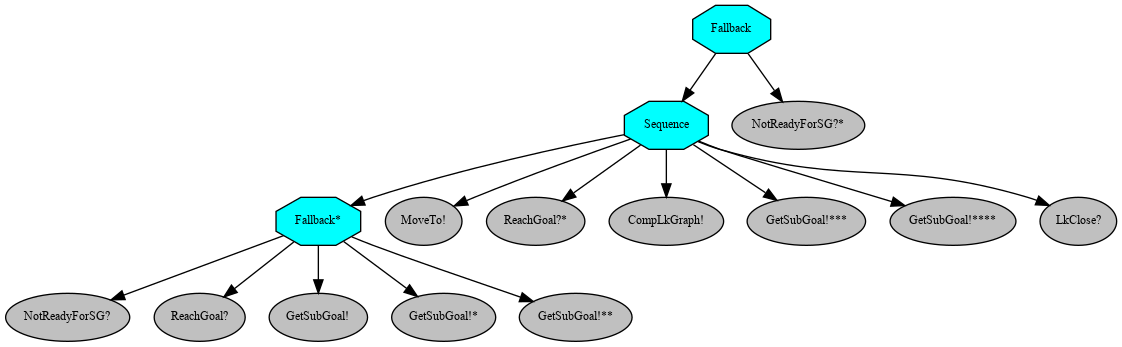 Fallback
Sequence
NotReadyForSG?*
Fallback*
MoveTo!
ReachGoal?*
CompLkGraph!
GetSubGoal!***
GetSubGoal!****
LkClose?
NotReadyForSG?
ReachGoal?
GetSubGoal!
GetSubGoal!*
GetSubGoal!**